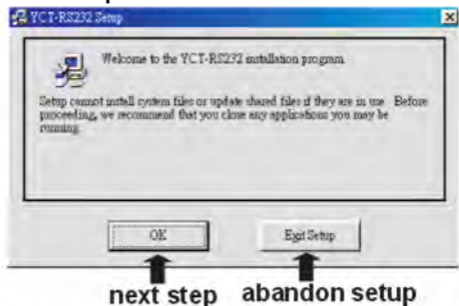 YCT-RS232 Setup
Welcome to the YCT-RS232 installation program.
Setup cannot install system files or update shared files if they are in use. Before
proceeding, we recommend that you close any applications you may be
running.
OK
Exit Setup
next step abandon setup